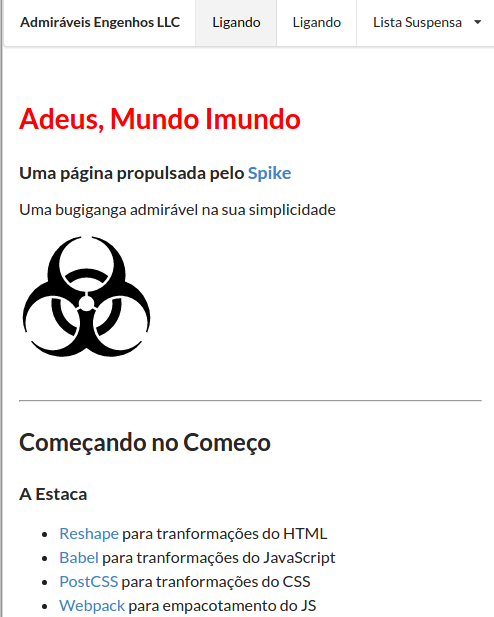 Admiráveis Engenhos LLC Ligando Ligando Lista Suspensa
Adeus, Mundo Imundo
Uma página propulsada pelo Spike
Uma bugiganga admirável na sua simplicidade
Começando no Começo
A Estaca
Reshape para tranformações do HTML
Babel para tranformações do JavaScript
PostCSS para tranformações do CSS
Webpack para empacotamento do JS